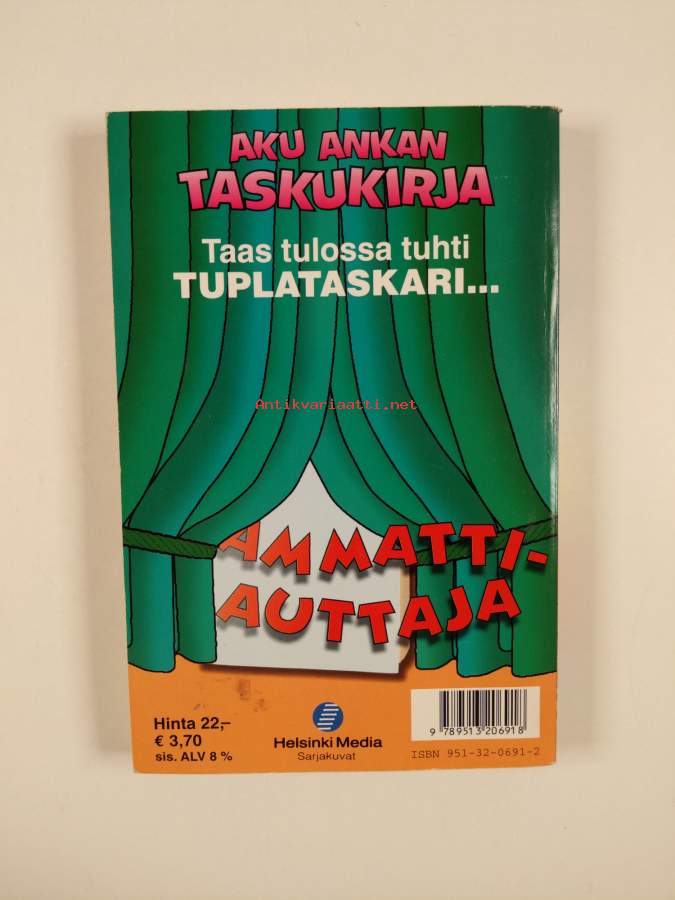 AKU ANKAN
TASKUKIRJA
Taas tulossa tuhti
TUPLATASKARI...
Antikvariaatti.net
AMMATTI-
AUTTAJA
Hinta 22,–
€ 3,70
sis. ALV 8 %
Helsinki Media
Sarjakuvat
9 789513 206918
ISBN 951-32-0691-2